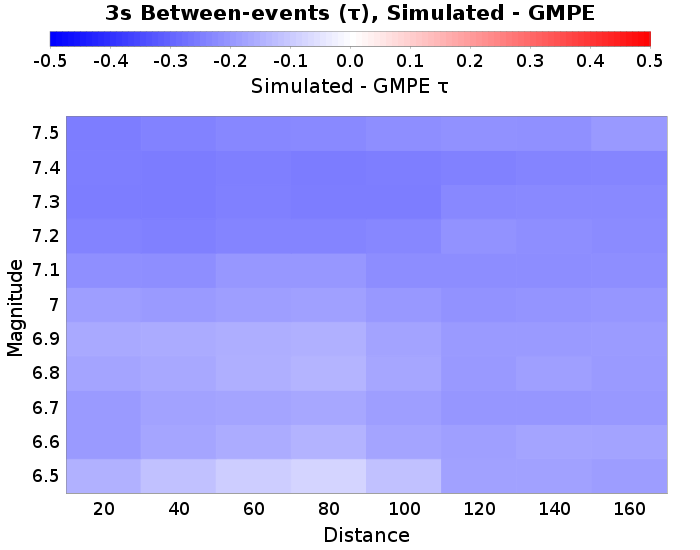 3s Between-events (τ), Simulated - GMPE
-0.5 -0.4 -0.3 -0.2 -0.1 0.0 0.1 0.2 0.3 0.4 0.5
Simulated - GMPE τ
Magnitude
7.5
7.4
7.3
7.2
7.1
7
6.9
6.8
6.7
6.6
6.5
20 40 60 80 100 120 140 160
Distance